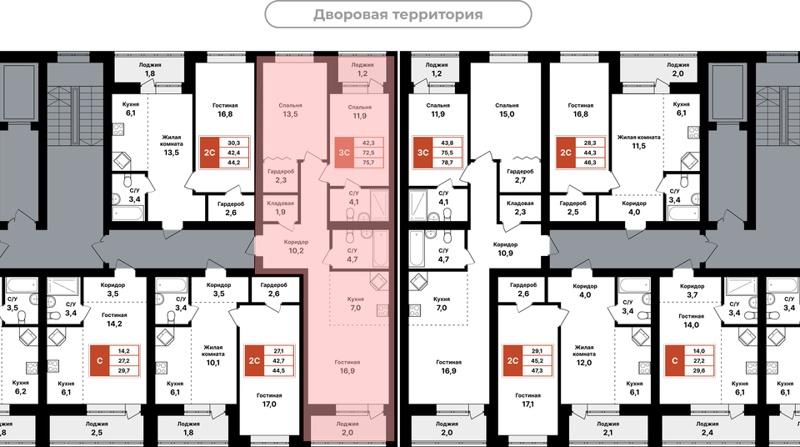 Дворовая территория
Лоджия
1,8
Кухня
6,1
Жилая
комната
13,5
Гостиная
16,8
2С
30,3
42,4
44,2
С/У
3,4
Гардероб
2,6
Спальня
13,5
Лоджия
1,2
Спальня
11,9
3С
42,3
72,5
75,7
Гардероб
2,3
Кладовая
1,9
С/У
4,1
Коридор
10,2
С/У
4,7
Кухня
7,0
Гостиная
16,9
Лоджия
2,0
Лоджия
1,2
Спальня
11,9
Спальня
15,0
3С
43,8
75,5
78,7
Гардероб
2,7
С/У
4,1
Кладовая
2,3
С/У
4,7
Коридор
10,9
Кухня
7,0
Гостиная
16,9
Лоджия
2,0
Гостиная
16,8
Лоджия
2,0
Кухня
6,1
2С
28,3
44,3
46,3
Жилая
комната
11,5
Гардероб
2,5
Коридор
4,0
С/У
3,4
С/У
3,5
Кухня
6,2
1,8
С/У
3,4
Коридор
3,5
Гостиная
14,2
С
14,2
27,2
29,7
Кухня
6,1
Лоджия
2,5
С/У
3,4
Коридор
3,5
Гардероб
2,6
Жилая
комната
10,1
2С
27,1
42,7
44,5
Кухня
6,1
Гостиная
17,0
Лоджия
1,8
Гардероб
2,6
Коридор
4,0
С/У
3,4
2С
29,1
45,2
47,3
Жилая
комната
12,0
Гостиная
17,1
Кухня
6,1
Лоджия
2,1
Коридор
3,7
С/У
3,4
Гостиная
14,0
С
14,0
27,2
29,6
Кухня
6,1
Лоджия
2,4
С/У
3,4
Кухня
6,1